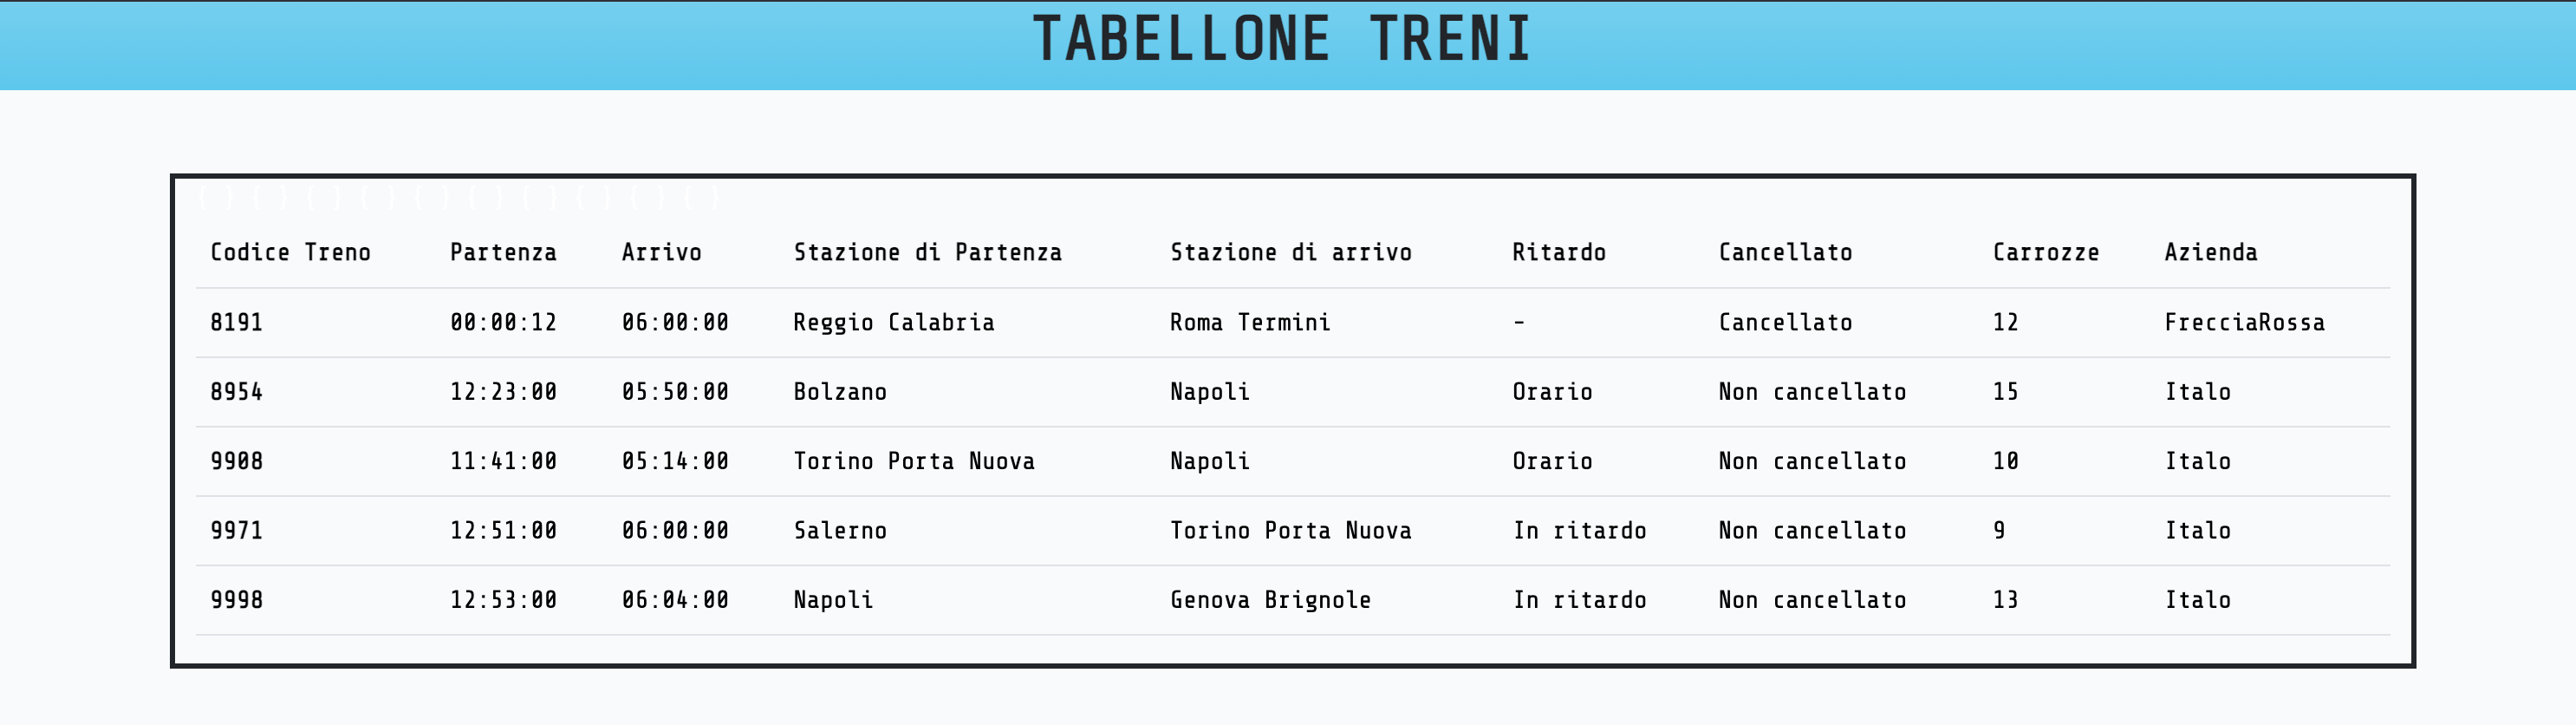 TABELLONE TRENI
{ } { } { } { } { } { } { } { } { } { }
Codice Treno Partenza Arrivo Stazione di Partenza Stazione di arrivo Ritardo Cancellato Carrozze Azienda
8191 00:00:12 06:00:00 Reggio Calabria Roma Termini - Cancellato 12 FrecciaRossa
8954 12:23:00 05:50:00 Bolzano Napoli Orario Non cancellato 15 Italo
9908 11:41:00 05:14:00 Torino Porta Nuova Napoli Orario Non cancellato 10 Italo
9971 12:51:00 06:00:00 Salerno Torino Porta Nuova In ritardo Non cancellato 9 Italo
9998 12:53:00 06:04:00 Napoli Genova Brignole In ritardo Non cancellato 13 Italo